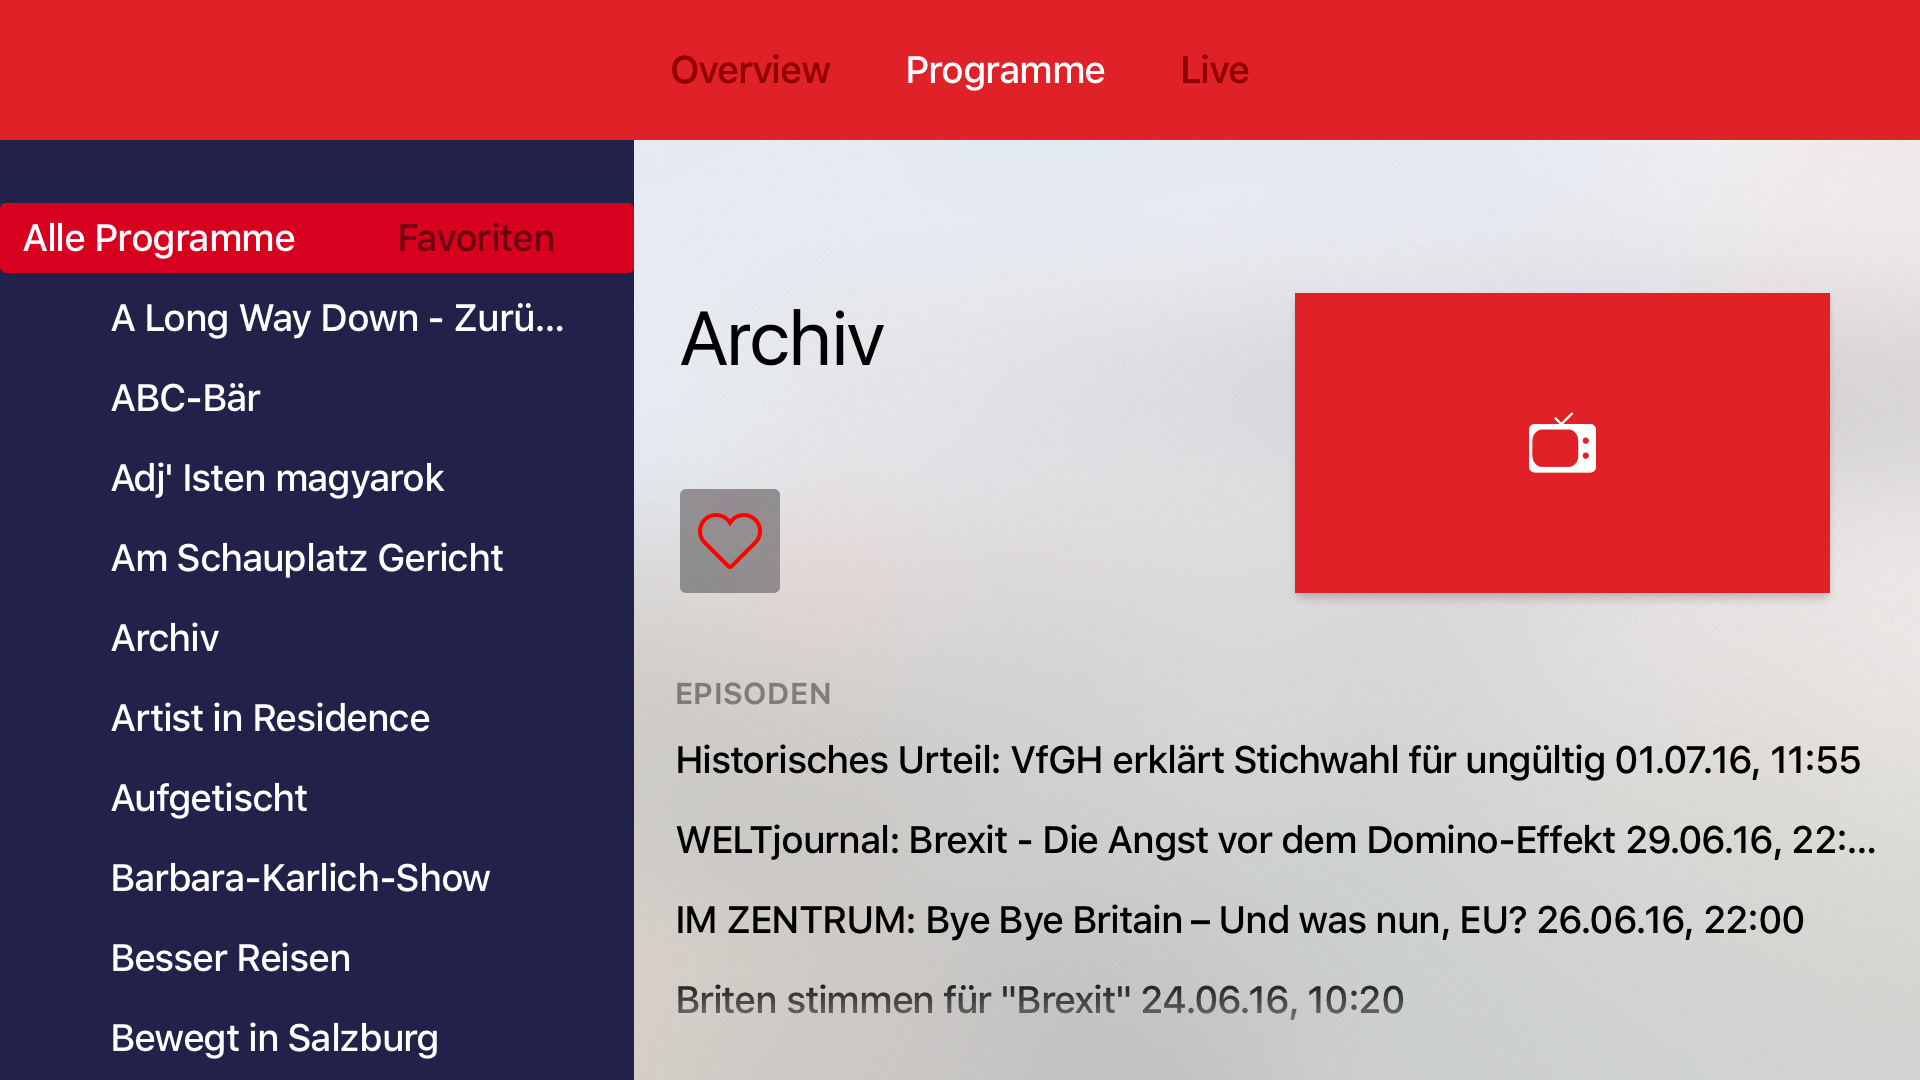 Overview Programme Live
Alle Programme Favoriten
A Long Way Down - Zurü...
ABC-Bär
Adj' Isten magyarok
Am Schauplatz Gericht
Archiv
Artist in Residence
Aufgetischt
Barbara-Karlich-Show
Besser Reisen
Bewegt in Salzburg
Archiv
EPISODEN
Historisches Urteil: VfGH erklärt Stichwahl für ungültig 01.07.16, 11:55
WELTjournal: Brexit - Die Angst vor dem Domino-Effekt 29.06.16, 22:...
IM ZENTRUM: Bye Bye Britain – Und was nun, EU? 26.06.16, 22:00
Briten stimmen für "Brexit" 24.06.16, 10:20